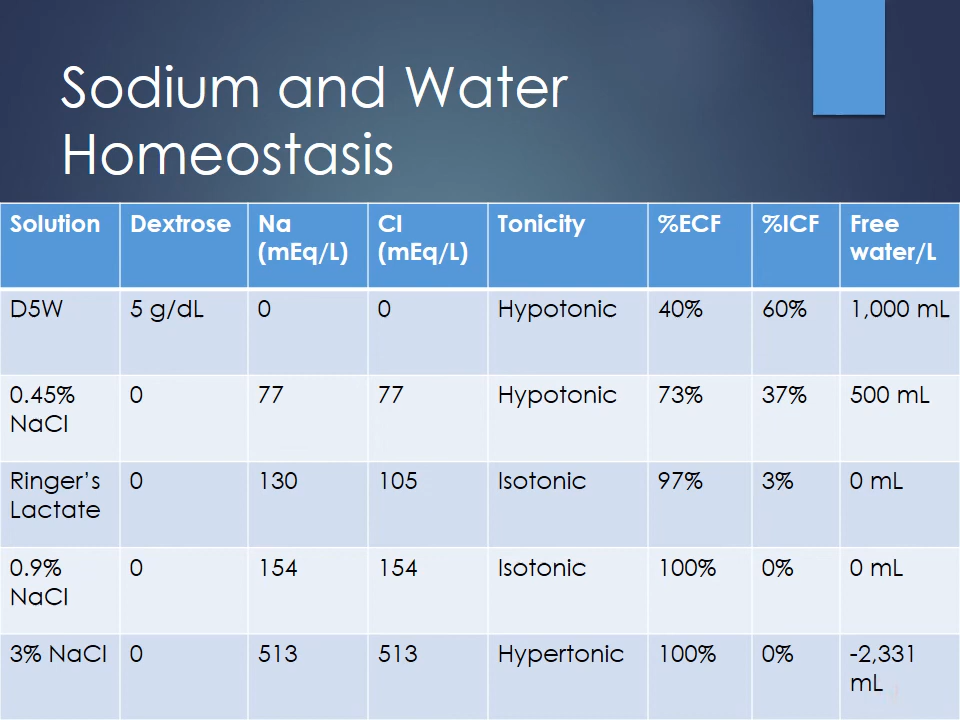 Sodium and Water
Homeostasis
Solution Dextrose Na (mEq/L) Cl (mEq/L) Tonicity %ECF %ICF Free water/L
D5W 5 g/dL 0 0 Hypotonic 40% 60% 1,000 mL
0.45% NaCl 0 77 77 Hypotonic 73% 37% 500 mL
Ringer's Lactate 0 130 105 Isotonic 97% 3% 0 mL
0.9% NaCl 0 154 154 Isotonic 100% 0% 0 mL
3% NaCl 0 513 513 Hypertonic 100% 0% -2,331 mL